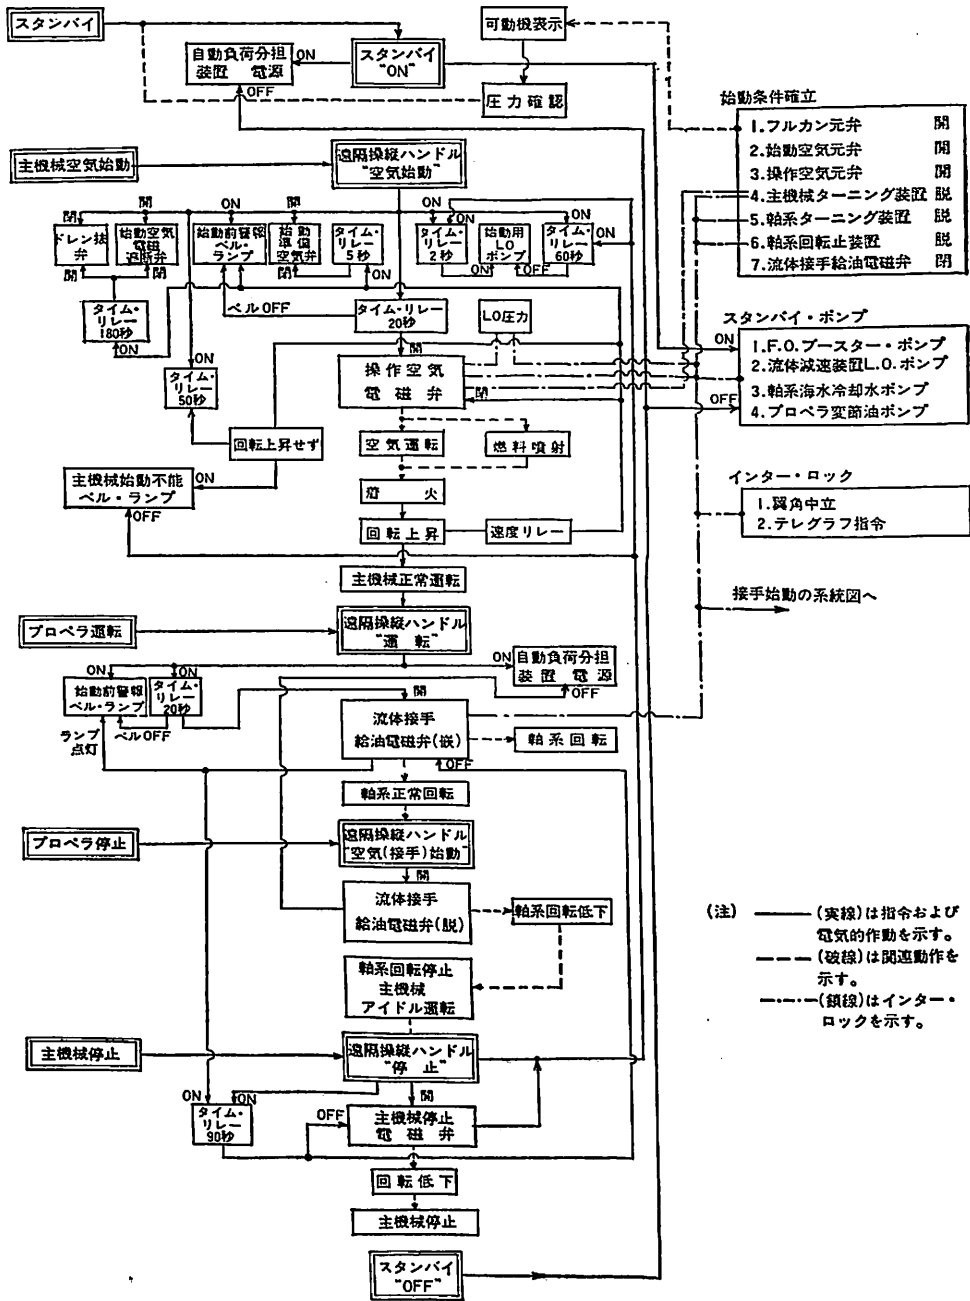 スタンバイ
自動負荷分担
装置 電源
ON
OFF
スタンバイ
"ON"
可動機表示
圧力確認
始動条件確立
1.フルカン元弁 開
2.始動空気元弁 開
3.操作空気元弁 開
4.主機械ターニング装置 脱
5.軸系ターニング装置 脱
6.軸系回転止装置 脱
7.流体接手給油電磁弁 閉
主機械空気始動
遠隔操縦ハンドル
"空気始動"
閉
開
ON
開
ON
ON
ON
ON
ドレン抜
弁
始動空気
電磁
遮断弁
始動前警報
ベル・
ランプ
始動
準備
空気弁
タイム・
リレー
5秒
タイム・
リレー
2秒
始動用
LO
ポンプ
タイム・
リレー
60秒
ON
開
閉
閉
ON
ON
OFF
タイム・
リレー
180秒
ON
ベルOFF
タイム・リレー
20秒
LO圧力
スタンバイ・ポンプ
ON
1.F.O.ブースター・ポンプ
2.流体減速装置L.O.ポンプ
3.軸系海水冷却水ポンプ
4.プロペラ変節油ポンプ
OFF
開
操作空気
電磁弁
閉
ON
タイム・
リレー
50秒
回転上昇せず
空気運転
燃料噴射
主機械始動不能
ベル・ランプ
ON
OFF
着火
回転上昇
速度リレー
インター・ロック
1.翼角中立
2.テレグラフ指令
主機械正常運転
接手始動の系統図へ
プロペラ運転
遠隔操縦ハンドル
"運転"
ON
自動負荷分担
装置 電源
OFF
ON
ON
始動前警報
ベル・ランプ
タイム・
リレー
20秒
ランプ
点灯
ベルOFF
開
流体接手
給油電磁弁(嵌)
OFF
軸系回転
軸系正常回転
プロペラ停止
遠隔操縦ハンドル
"空気(接手)始動"
開
流体接手
給油電磁弁(脱)
軸系回転低下
軸系回転停止
主機械
アイドル運転
(注)
(実線)は指令および
電気的作動を示す。
(破線)は関連動作を
示す。
(鎖線)はインター・
ロックを示す。
主機械停止
遠隔操縦ハンドル
"停止"
ON
ON
タイム・
リレー
90秒
OFF
開
主機械停止
電磁弁
回転低下
主機械停止
スタンバイ
"OFF"